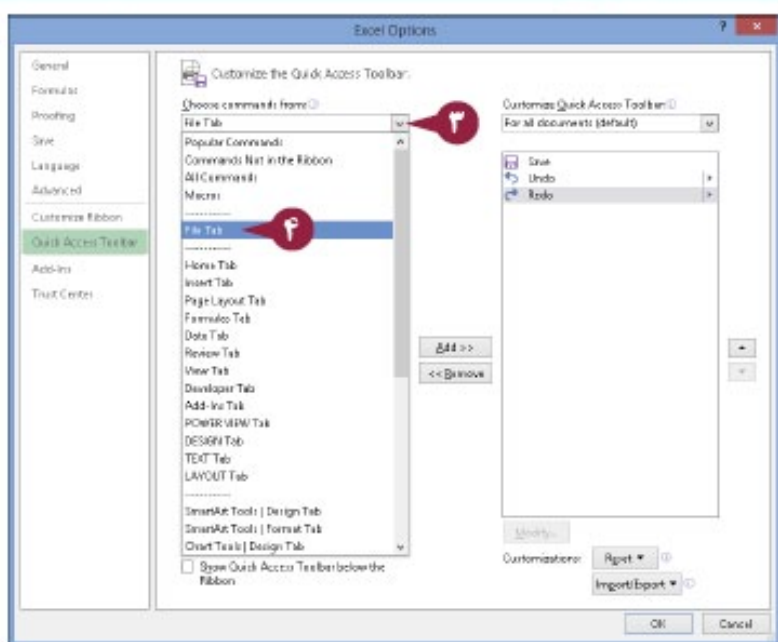 Excel Options
?
×
General
Formulas
Proofing
Save
Language
Advanced
Customize Ribbon
Quick Access Toolbar
Add-Ins
Trust Center
Customize the Quick Access Toolbar.
Choose commands from:
File Tab
۳
Popular Commands
Commands Not in the Ribbon
All Commands
Macros
----------
File Tab
۴
----------
Home Tab
Insert Tab
Page Layout Tab
Formulas Tab
Data Tab
Review Tab
View Tab
Developer Tab
Add-Ins Tab
POWER VIEW Tab
DESIGN Tab
TEXT Tab
LAYOUT Tab
----------
SmartArt Tools | Design Tab
SmartArt Tools | Format Tab
Chart Tools | Design Tab
Show Quick Access Toolbar below the
Ribbon
Add >>
<< Remove
Customize Quick Access Toolbar:
For all documents (default)
Save
Undo
Redo
Modify...
Customizations:
Reset
Import/Export
OK
Cancel